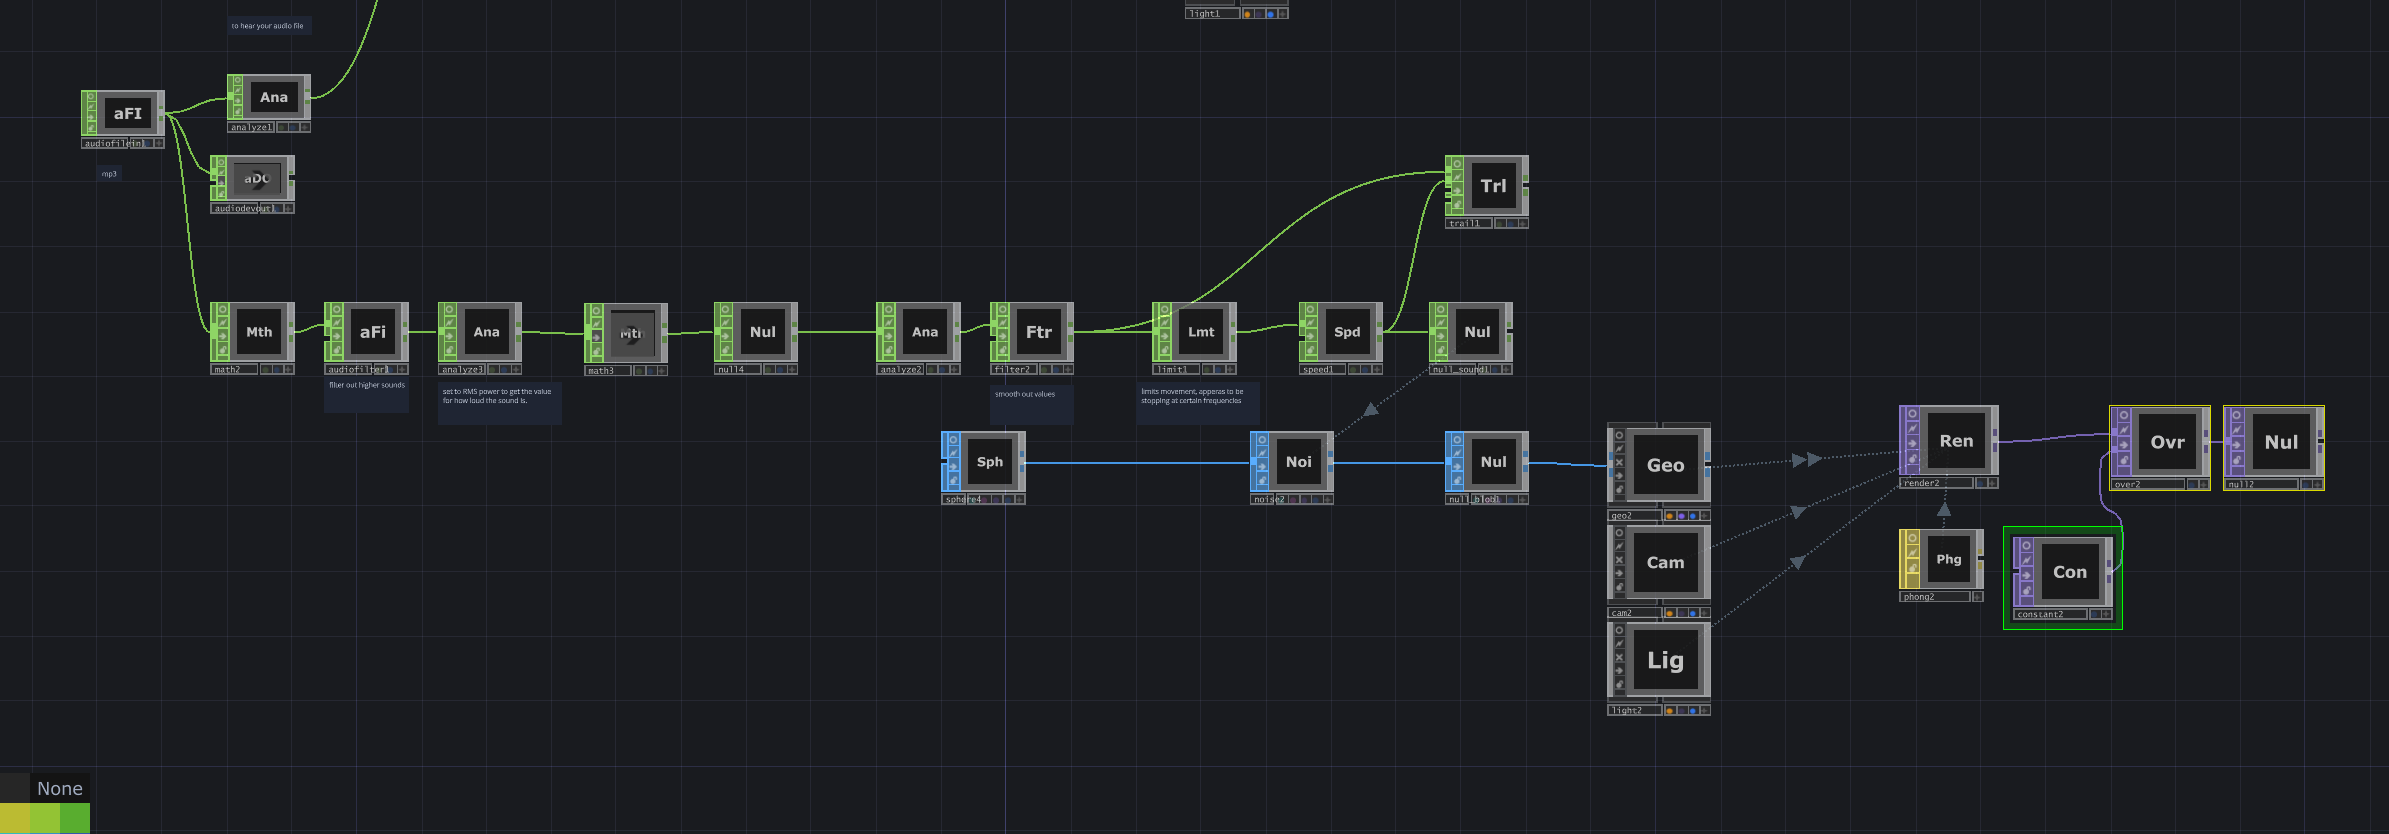 light1
to hear your audio file
Ana
analyze1
aFI
audiofilein1
mp3
aDO
audiodevout1
Trl
trail1
Mth
math2
aFi
audiofilter1
filter out higher sounds
Ana
analyze3
set to RMS power to get the value
for how loud the sound is.
Mth
math3
Nul
null4
Ana
analyze2
Ftr
filter2
smooth out values
Lmt
limit1
limits movement, apperas to be
stopping at certain frequencies
Spd
speed1
Nul
null_sound1
Sph
sphere4
Noi
noise2
Nul
null_blob1
Geo
geo2
Cam
cam2
Lig
light2
Ren
render2
Phg
phong2
Con
constant2
Ovr
over2
Nul
null2
None